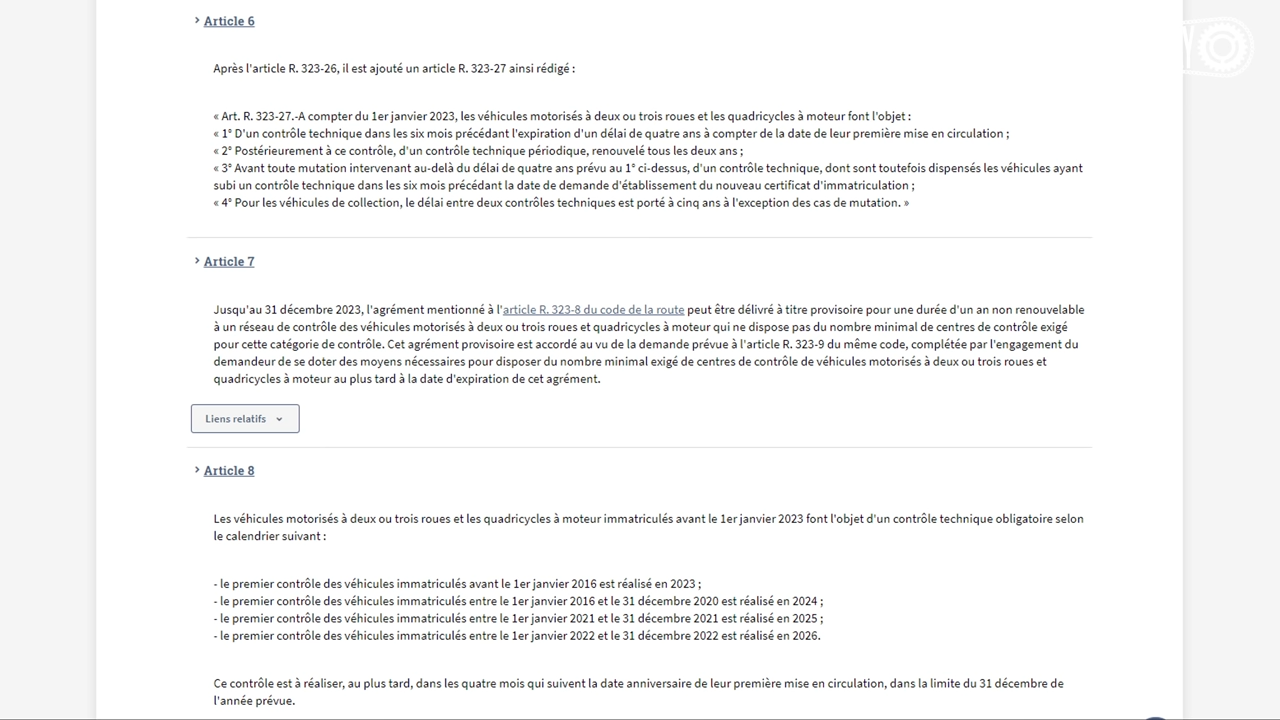 Article 6
Après l'article R. 323-26, il est ajouté un article R. 323-27 ainsi rédigé :
« Art. R. 323-27.-A compter du 1er janvier 2023, les véhicules motorisés à deux ou trois roues et les quadricycles à moteur font l'objet :
« 1° D'un contrôle technique dans les six mois précédant l'expiration d'un délai de quatre ans à compter de la date de leur première mise en circulation ;
« 2° Postérieurement à ce contrôle, d'un contrôle technique périodique, renouvelé tous les deux ans ;
« 3° Avant toute mutation intervenant au-delà du délai de quatre ans prévu au 1° ci-dessus, d'un contrôle technique, dont sont toutefois dispensés les véhicules ayant
subi un contrôle technique dans les six mois précédant la date de demande d'établissement du nouveau certificat d'immatriculation ;
« 4° Pour les véhicules de collection, le délai entre deux contrôles techniques est porté à cinq ans à l'exception des cas de mutation. »
Article 7
Jusqu'au 31 décembre 2023, l'agrément mentionné à l'article R. 323-8 du code de la route peut être délivré à titre provisoire pour une durée d'un an non renouvelable
à un réseau de contrôle des véhicules motorisés à deux ou trois roues et quadricycles à moteur qui ne dispose pas du nombre minimal de centres de contrôle exigé
pour cette catégorie de contrôle. Cet agrément provisoire est accordé au vu de la demande prévue à l'article R. 323-9 du même code, complétée par l'engagement du
demandeur de se doter des moyens nécessaires pour disposer du nombre minimal exigé de centres de contrôle de véhicules motorisés à deux ou trois roues et
quadricycles à moteur au plus tard à la date d'expiration de cet agrément.
Liens relatifs
Article 8
Les véhicules motorisés à deux ou trois roues et les quadricycles à moteur immatriculés avant le 1er janvier 2023 font l'objet d'un contrôle technique obligatoire selon
le calendrier suivant :
- le premier contrôle des véhicules immatriculés avant le 1er janvier 2016 est réalisé en 2023 ;
- le premier contrôle des véhicules immatriculés entre le 1er janvier 2016 et le 31 décembre 2020 est réalisé en 2024 ;
- le premier contrôle des véhicules immatriculés entre le 1er janvier 2021 et le 31 décembre 2021 est réalisé en 2025 ;
- le premier contrôle des véhicules immatriculés entre le 1er janvier 2022 et le 31 décembre 2022 est réalisé en 2026.
Ce contrôle est à réaliser, au plus tard, dans les quatre mois qui suivent la date anniversaire de leur première mise en circulation, dans la limite du 31 décembre de
l'année prévue.